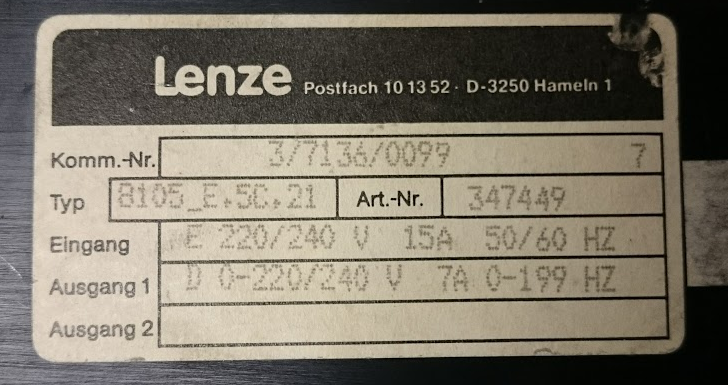 Lenze Postfach 10 13 52 · D-3250 Hameln 1
Komm.-Nr. 3/7136/0099 7
Typ 8105_E.5C.21 Art.-Nr. 347449
Eingang E 220/240 V 15A 50/60 HZ
Ausgang 1 D 0-220/240 V 7A 0-199 HZ
Ausgang 2